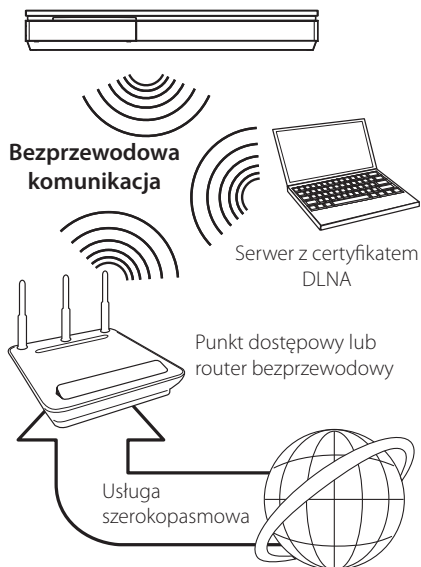 Bezprzewodowa
komunikacja
Serwer z certyfikatem
DLNA
Punkt dostępowy lub
router bezprzewodowy
Usługa
szerokopasmowa